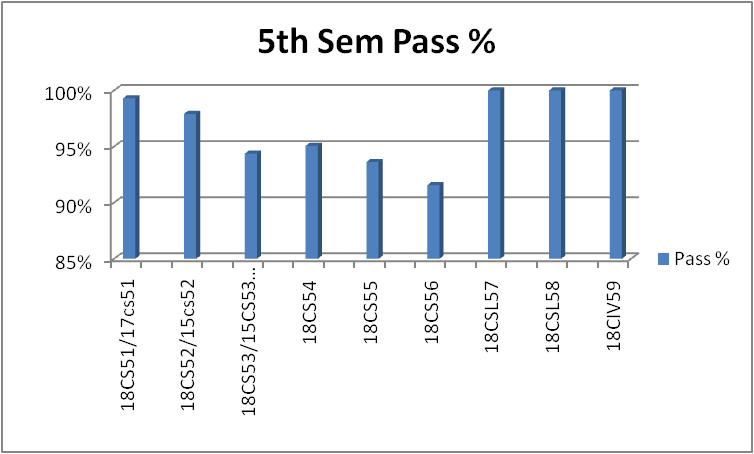 5th Sem Pass %
100%
95%
90%
85%
18CS51/17cs51
18CS52/15cs52
18CS53/15CS53...
18CS54
18CS55
18CS56
18CSL57
18CSL58
18CIV59
Pass %